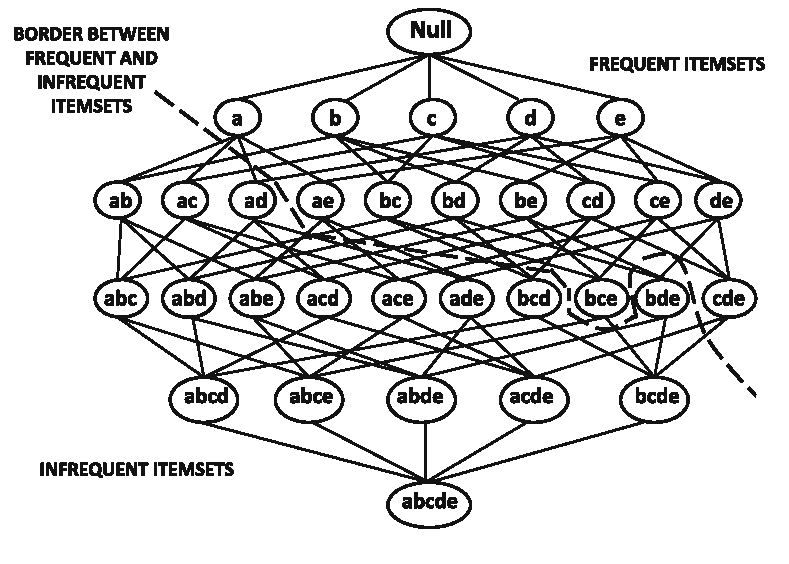 Null
BORDER BETWEEN
FREQUENT AND
INFREQUENT
ITEMSETS
FREQUENT ITEMSETS
a b c d e
ab ac ad ae bc bd be cd ce de
abc abd abe acd ace ade bcd bce bde cde
abcd abce abde acde bcde
INFREQUENT ITEMSETS
abcde